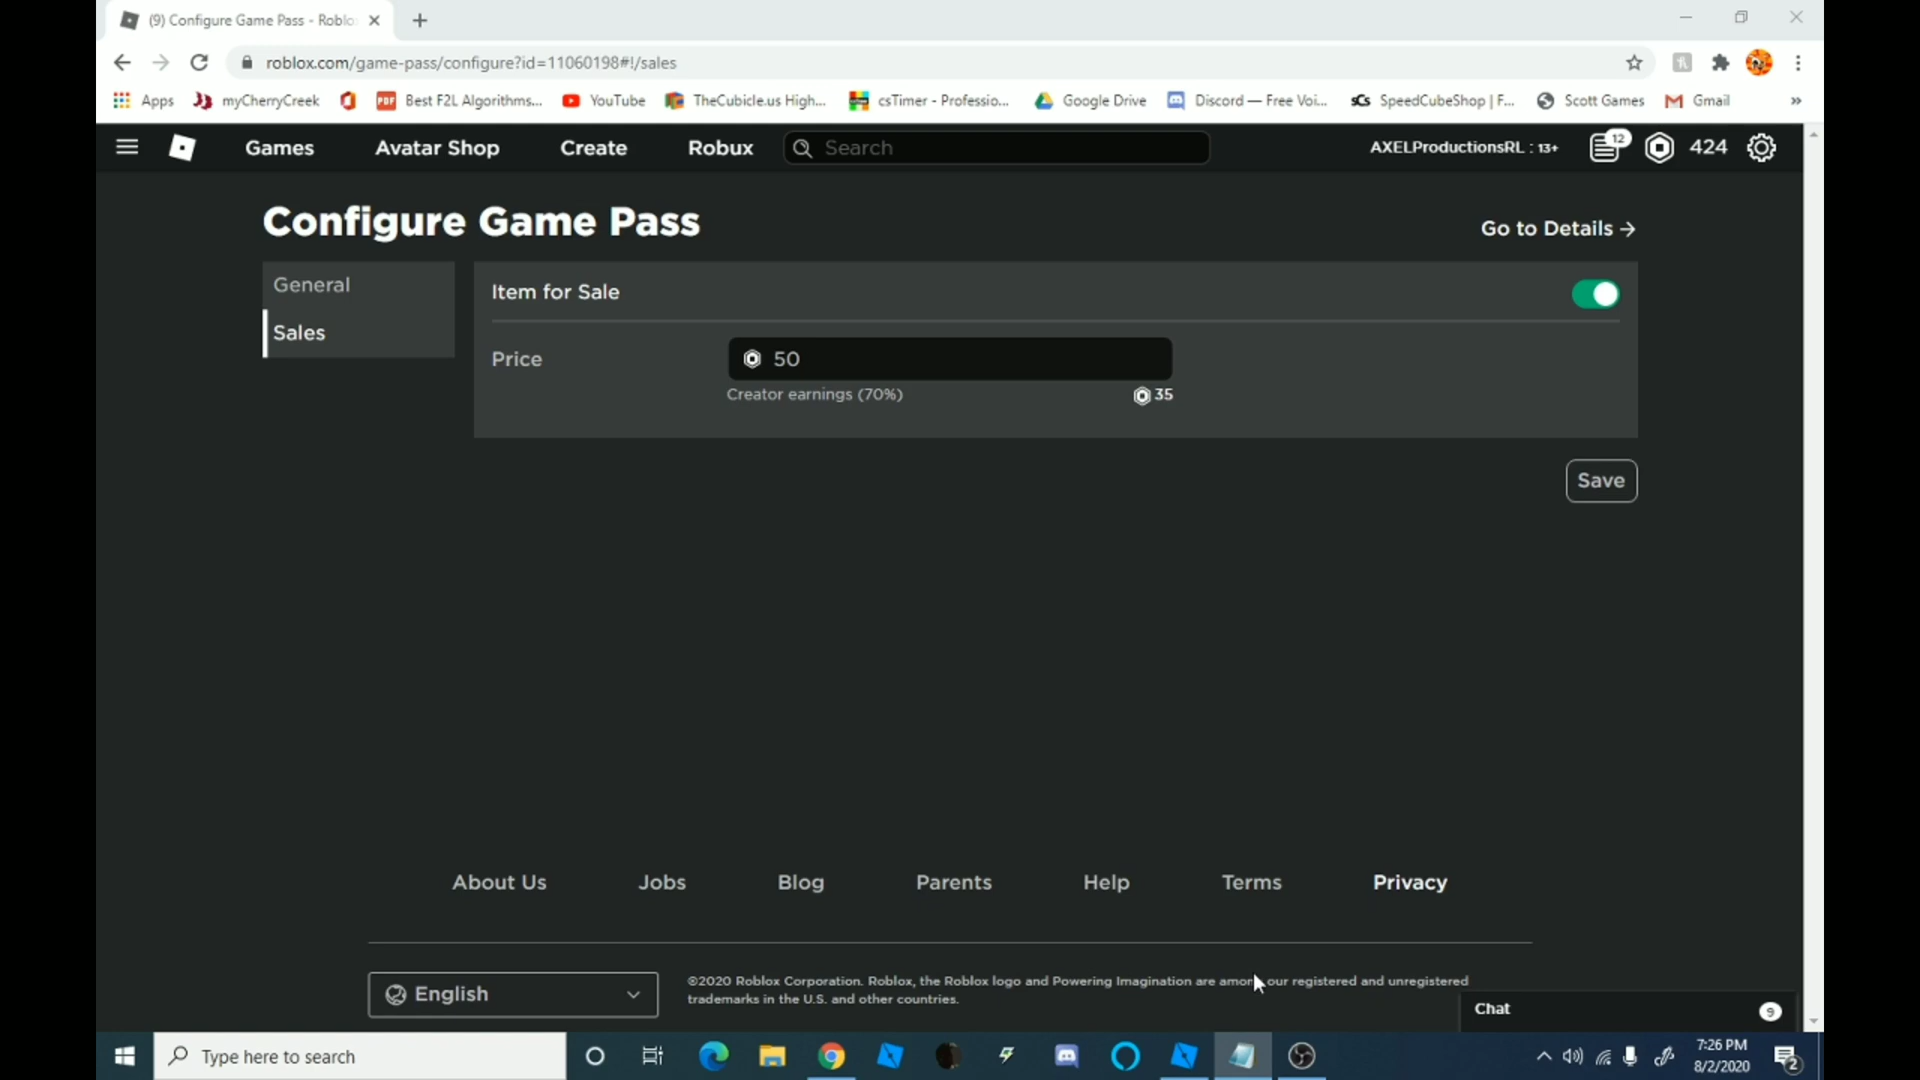 (9) Configure Game Pass - Roblo
roblox.com/game-pass/configure?id=11060198#!/sales
Apps myCherryCreek Best F2L Algorithms... YouTube TheCubicle.us High... csTimer - Professio... Google Drive Discord — Free Voi... SpeedCubeShop | F... Scott Games Gmail »
Games Avatar Shop Create Robux Search AXELProductionsRL : 13+ 12 424
Configure Game Pass
Go to Details
General
Sales
Item for Sale
Price 50
Creator earnings (70%) 35
Save
About Us Jobs Blog Parents Help Terms Privacy
English
©2020 Roblox Corporation. Roblox, the Roblox logo and Powering Imagination are among our registered and unregistered
trademarks in the U.S. and other countries.
Chat 9
Type here to search
7:26 PM
8/2/2020
2